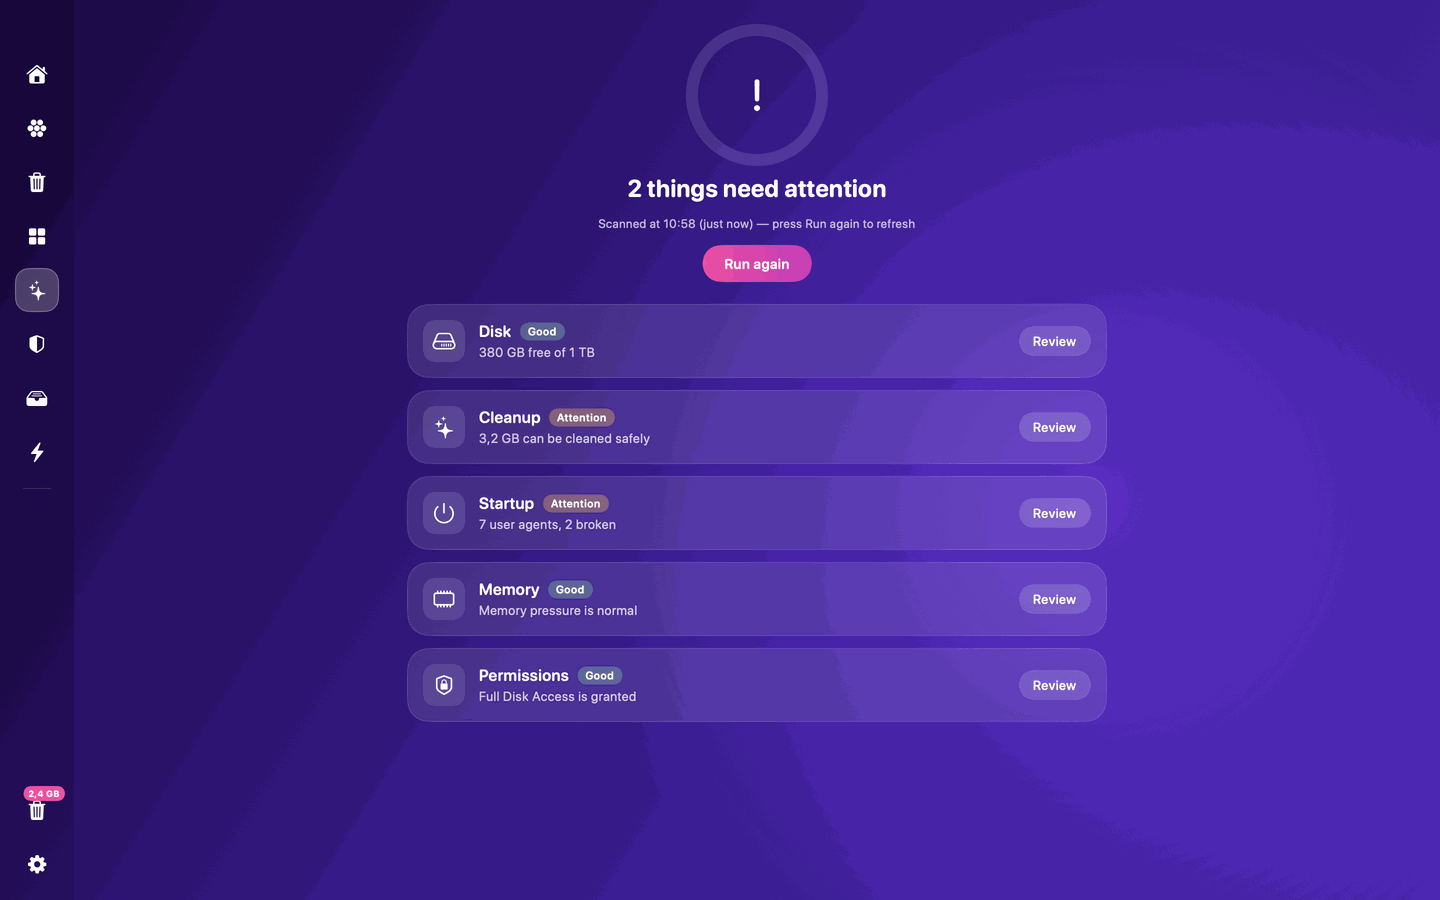 !
2 things need attention
Scanned at 10:58 (just now) — press Run again to refresh
Run again
Disk Good
380 GB free of 1 TB
Review
Cleanup Attention
3,2 GB can be cleaned safely
Review
Startup Attention
7 user agents, 2 broken
Review
Memory Good
Memory pressure is normal
Review
Permissions Good
Full Disk Access is granted
Review
2,4 GB